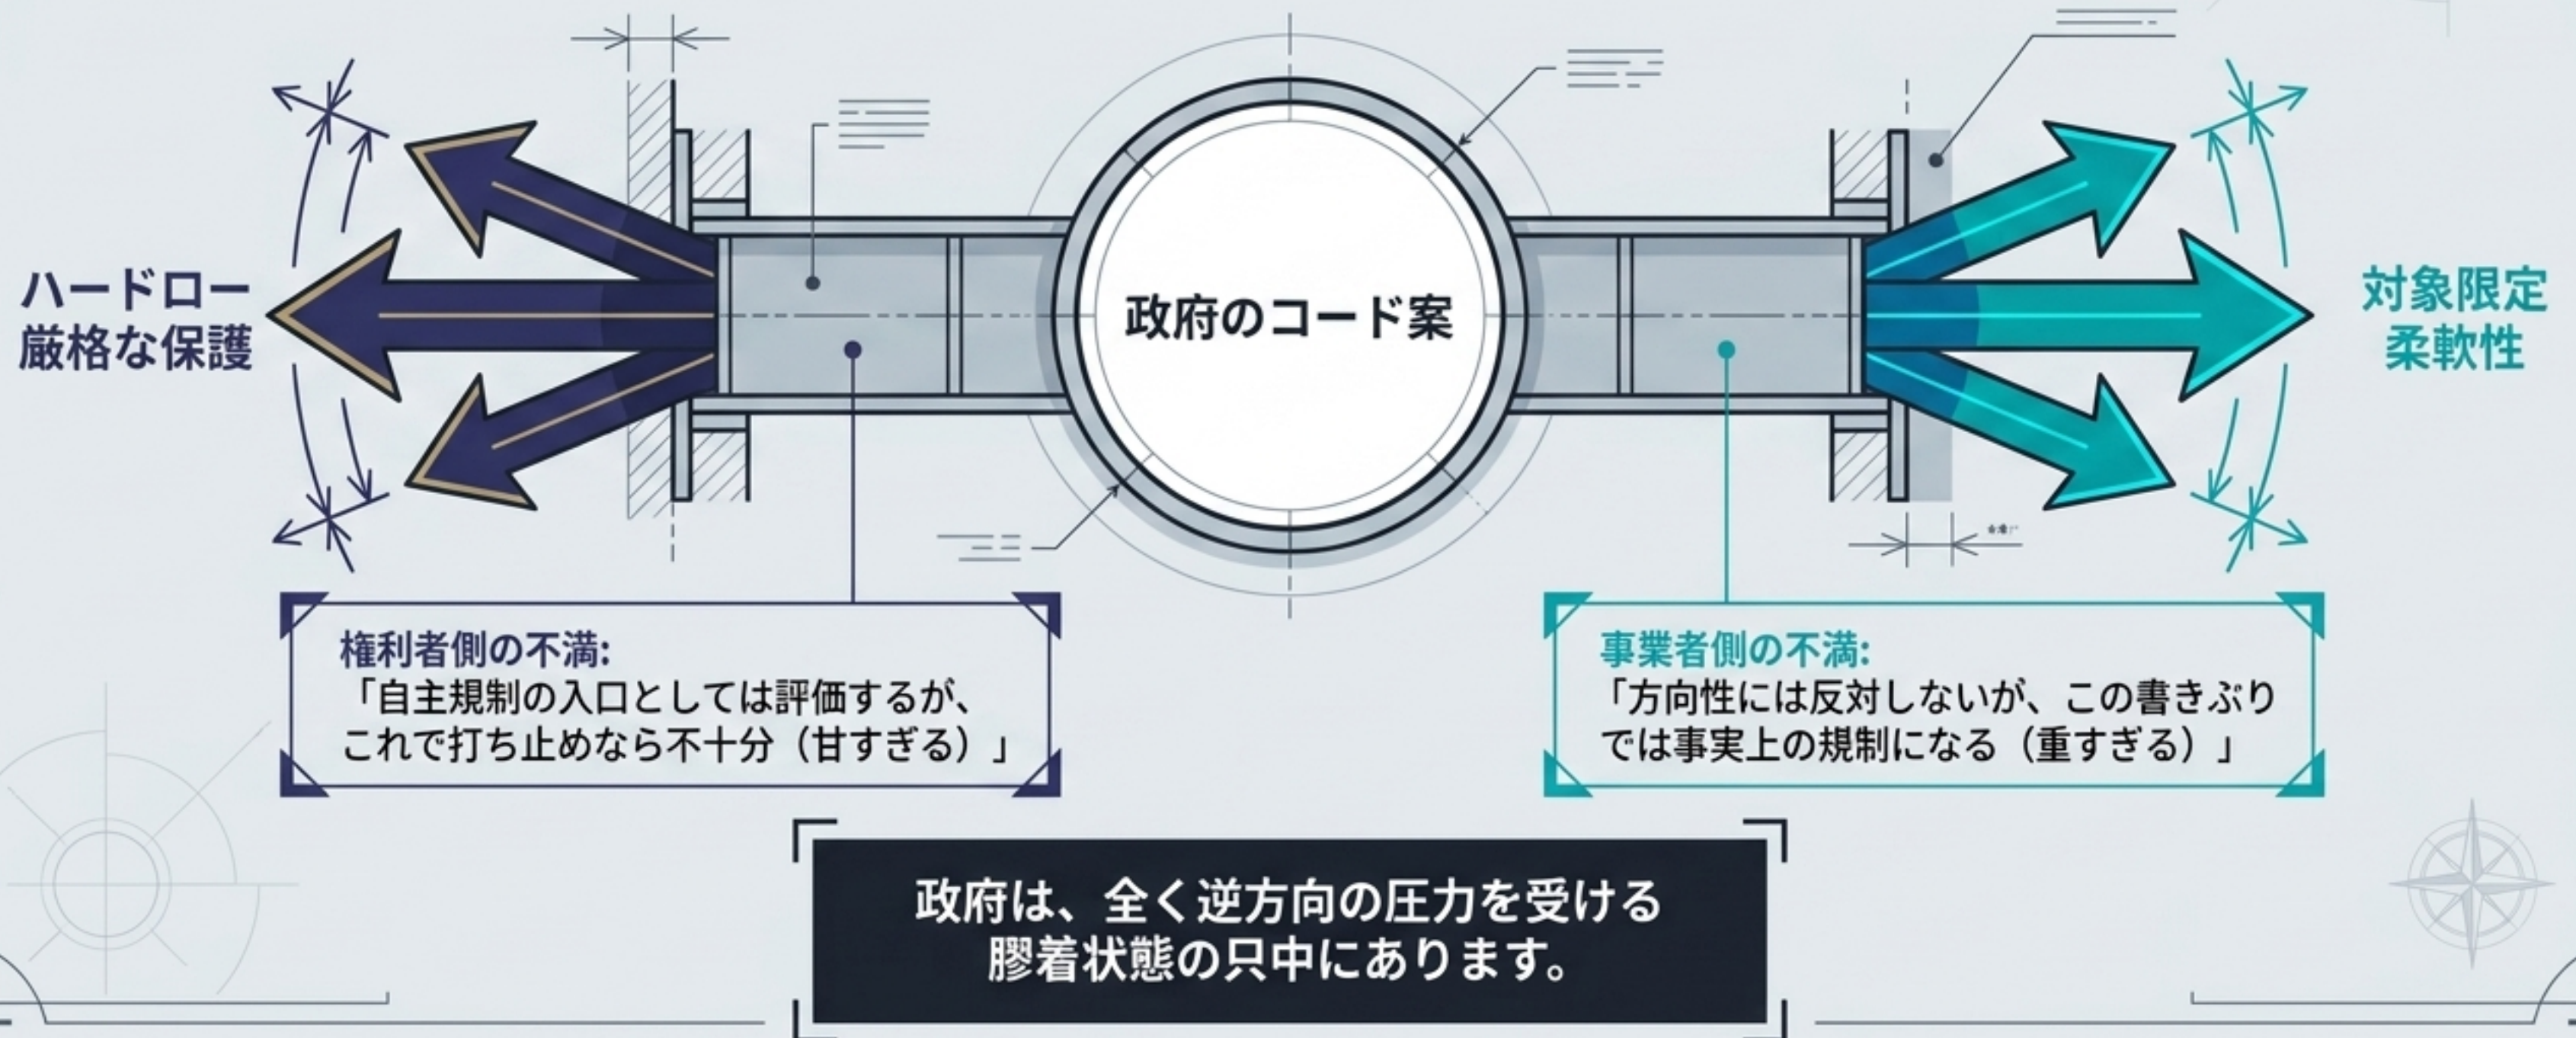 政府のコード案
ハードロー
厳格な保護
対象限定
柔軟性
権利者側の不満:
「自主規制の入口としては評価するが、
これで打ち止めなら不十分（甘すぎる）」
事業者側の不満:
「方向性には反対しないが、この書きぶり
では事実上の規制になる（重すぎる）」
政府は、全く逆方向の圧力を受ける
膠着状態の只中にあります。